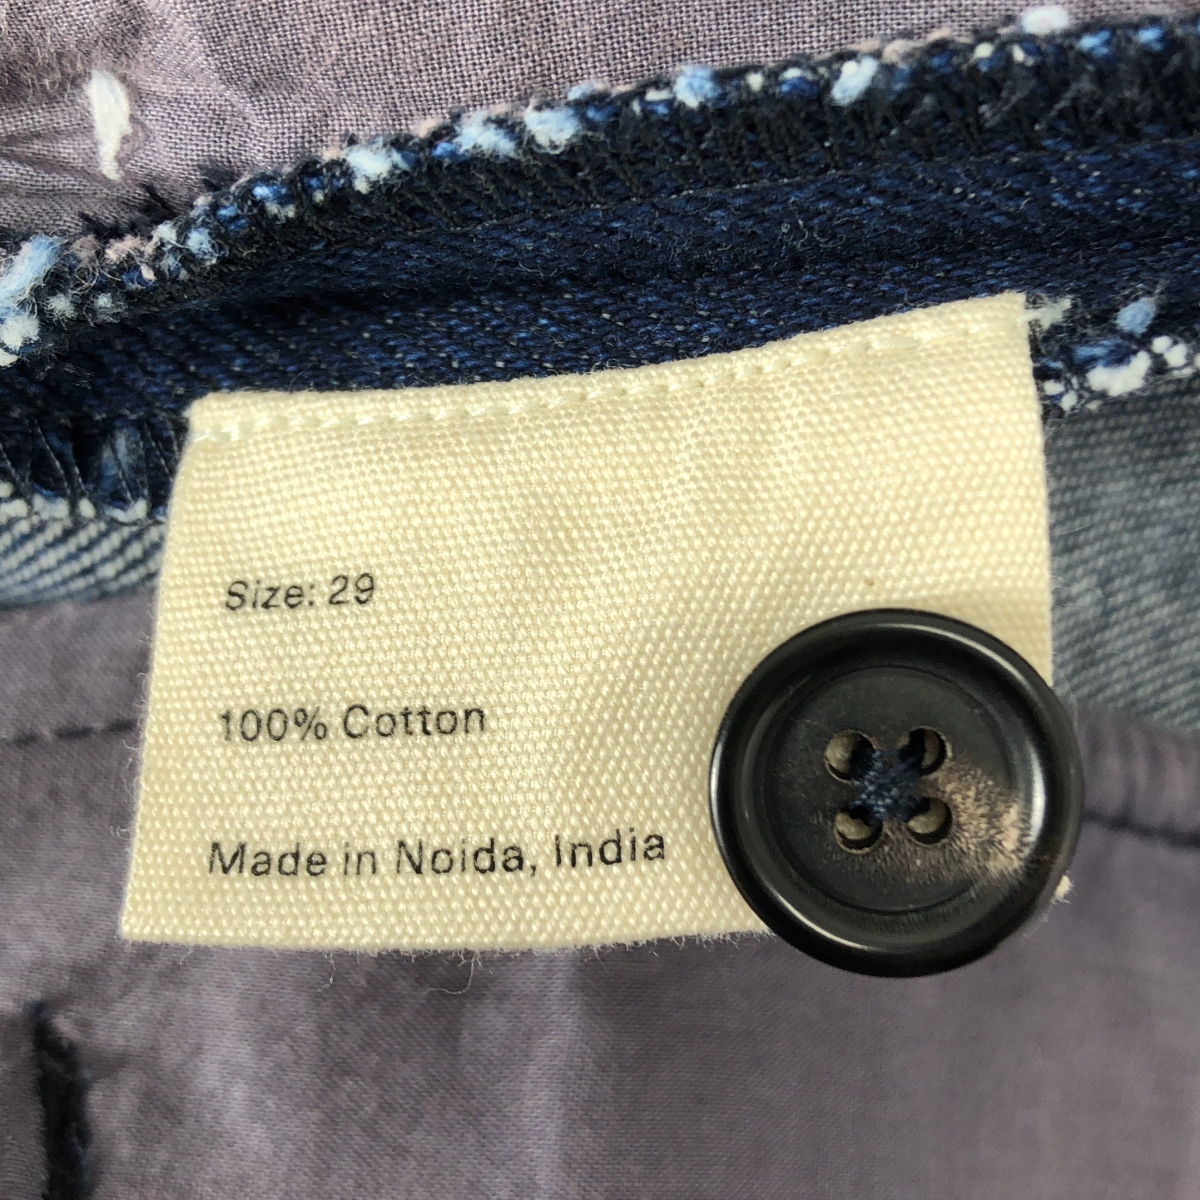 Size: 29
100% Cotton
Made in Noida, India